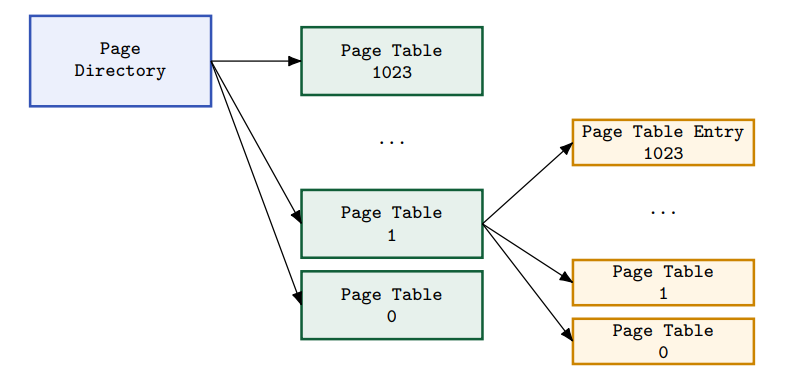 Page
Directory
Page Table
1023
...
Page Table
1
Page Table
0
Page Table Entry
1023
...
Page Table
1
Page Table
0